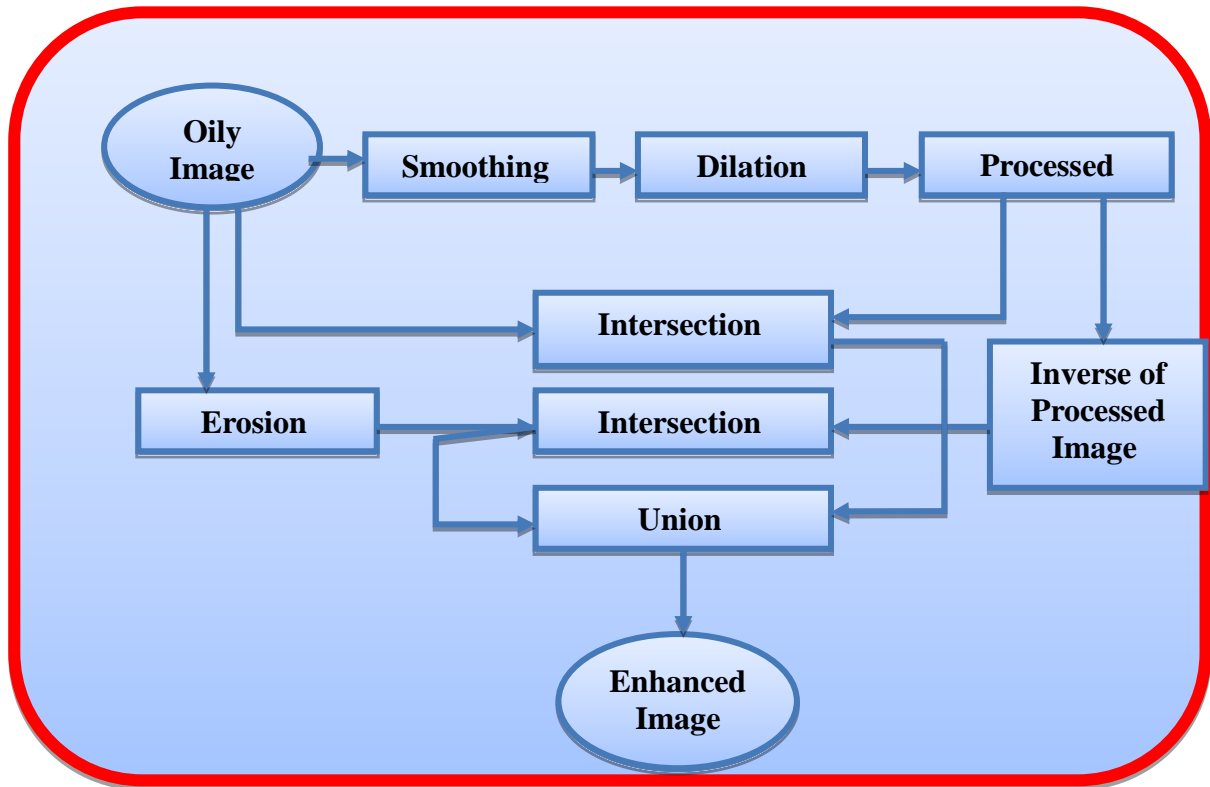 Oily
Image
Smoothing
Dilation
Processed
Intersection
Inverse of
Processed
Image
Erosion
Intersection
Union
Enhanced
Image